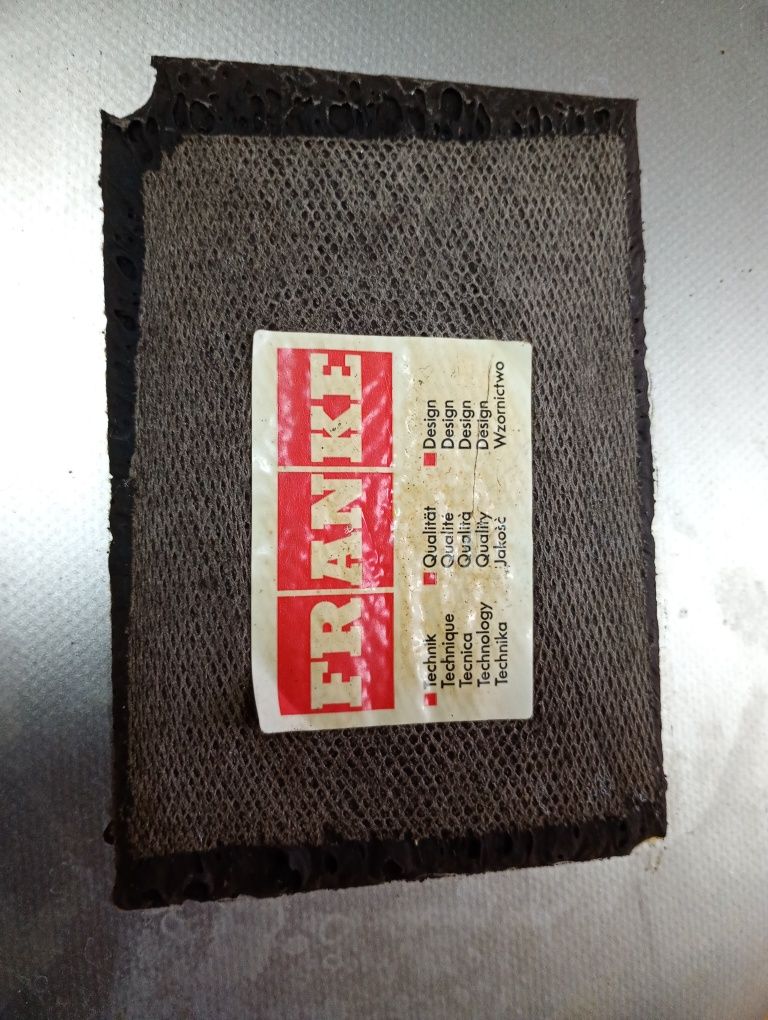 FRANKE
Technik Qualität Design
Technique Qualité Design
Tecnica Qualità Design
Technology Quality Design
Technika Jakość Wzornictwo